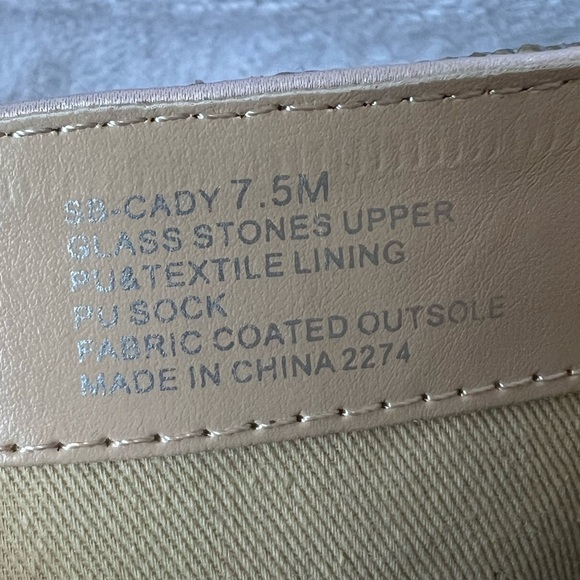 SB-CADY 7.5M
GLASS STONES UPPER
PU&TEXTILE LINING
PU SOCK
FABRIC COATED OUTSOLE
MADE IN CHINA 2274